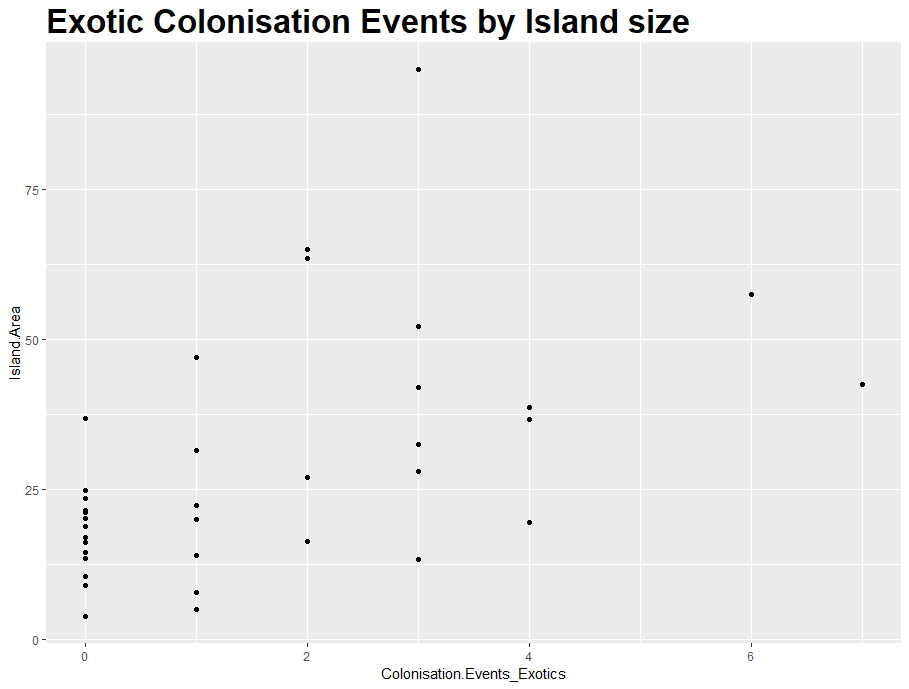 Exotic Colonisation Events by Island size
Island.Area
75
50
25
0
0 2 4 6
Colonisation.Events_Exotics